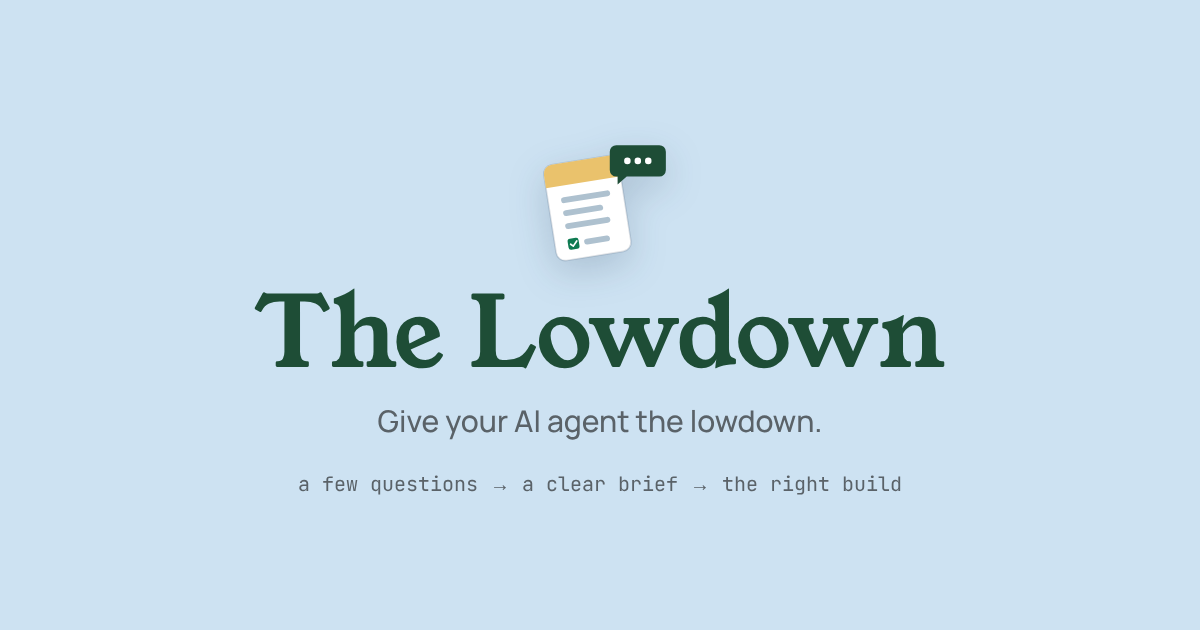 The Lowdown
Give your AI agent the lowdown.
a few questions → a clear brief → the right build